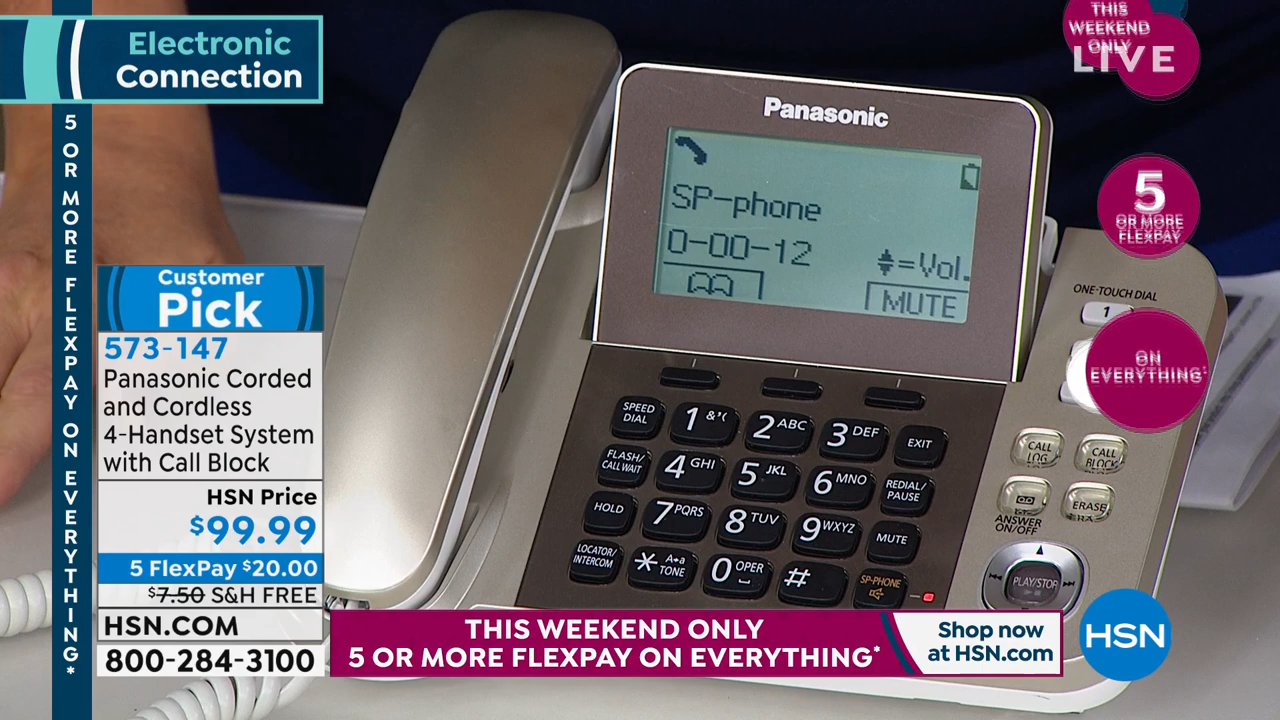 Electronic
Connection
5 OR MORE FLEXPAY ON EVERYTHING*
Customer
Pick
573-147
Panasonic Corded
and Cordless
4-Handset System
with Call Block
HSN Price
$99.99
5 FlexPay $20.00
$7.50 S&H FREE
HSN.COM
800-284-3100
Panasonic
SP-phone
0-00-12
=Vol.
MUTE
SPEED
DIAL
1 &'(
2 ABC
3 DEF
EXIT
FLASH/
CALL WAIT
4 GHI
5 JKL
6 MNO
REDIAL/
PAUSE
HOLD
7 PQRS
8 TUV
9 WXYZ
MUTE
LOCATOR/
INTERCOM
* A→a
TONE
0 OPER
#
SP-PHONE
ONE-TOUCH DIAL
1
CALL
LOG
CALL
BLOCK
ANSWER
ON/OFF
ERASE
PLAY/STOP
THIS
WEEKEND
ONLY
LIVE
5
OR MORE
FLEXPAY
ON
EVERYTHING*
THIS WEEKEND ONLY
5 OR MORE FLEXPAY ON EVERYTHING*
Shop now
at HSN.com
HSN